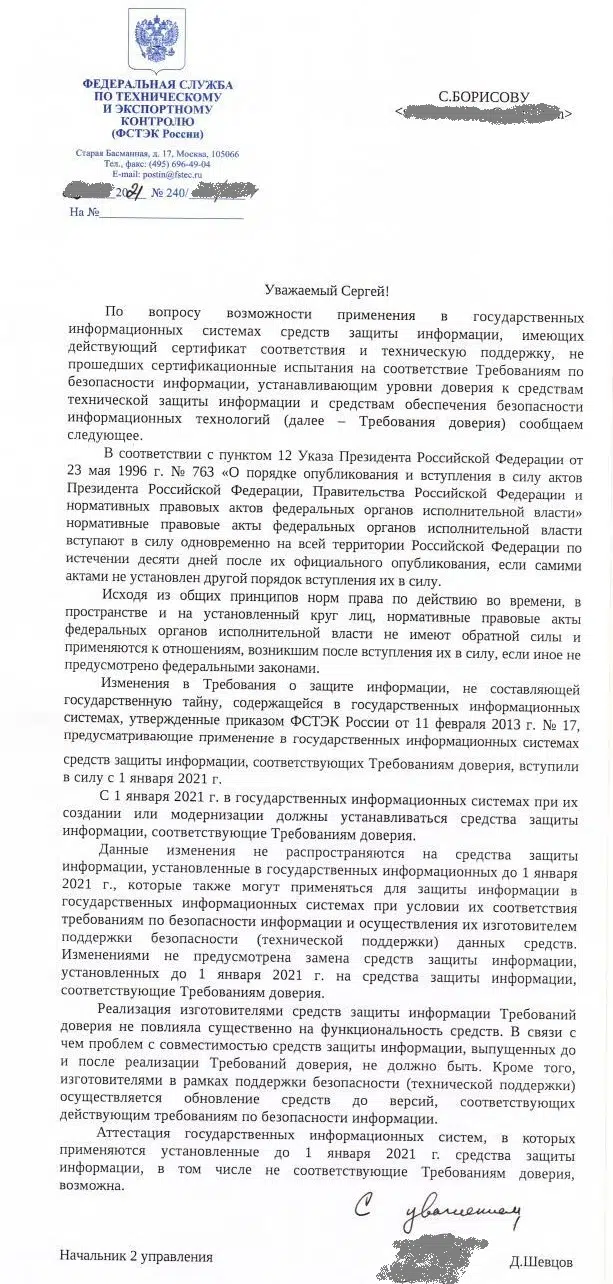 ФЕДЕРАЛЬНАЯ СЛУЖБА
ПО ТЕХНИЧЕСКОМУ
И ЭКСПОРТНОМУ
КОНТРОЛЮ
(ФСТЭК России)
Старая Басманная, д. 17, Москва, 105066
Тел., факс: (495) 696-49-04
E-mail: postin@fstec.ru
2021 № 240/
На №
С.БОРИСОВУ
Уважаемый Сергей!
По вопросу возможности применения в государственных
информационных системах средств защиты информации, имеющих
действующий сертификат соответствия и техническую поддержку, не
прошедших сертификационные испытания на соответствие Требованиям по
безопасности информации, устанавливающим уровни доверия к средствам
технической защиты информации и средствам обеспечения безопасности
информационных технологий (далее – Требования доверия) сообщаем
следующее.
В соответствии с пунктом 12 Указа Президента Российской Федерации от
23 мая 1996 г. № 763 «О порядке опубликования и вступления в силу актов
Президента Российской Федерации, Правительства Российской Федерации и
нормативных правовых актов федеральных органов исполнительной власти»
нормативные правовые акты федеральных органов исполнительной власти
вступают в силу одновременно на всей территории Российской Федерации по
истечении десяти дней после их официального опубликования, если самими
актами не установлен другой порядок вступления их в силу.
Исходя из общих принципов норм права по действию во времени, в
пространстве и на установленный круг лиц, нормативные правовые акты
федеральных органов исполнительной власти не имеют обратной силы и
применяются к отношениям, возникшим после вступления их в силу, если иное не
предусмотрено федеральными законами.
Изменения в Требования о защите информации, не составляющей
государственную тайну, содержащейся в государственных информационных
системах, утвержденные приказом ФСТЭК России от 11 февраля 2013 г. № 17,
предусматривающие применение в государственных информационных системах
средств защиты информации, соответствующих Требованиям доверия, вступили
в силу с 1 января 2021 г.
С 1 января 2021 г. в государственных информационных системах при их
создании или модернизации должны устанавливаться средства защиты
информации, соответствующие Требованиям доверия.
Данные изменения не распространяются на средства защиты
информации, установленные в государственных информационных до 1 января
2021 г., которые также могут применяться для защиты информации в
государственных информационных системах при условии их соответствия
требованиям по безопасности информации и осуществления их изготовителем
поддержки безопасности (технической поддержки) данных средств.
Изменениями не предусмотрена замена средств защиты информации,
установленных до 1 января 2021 г. на средства защиты информации,
соответствующие Требованиям доверия.
Реализация изготовителями средств защиты информации Требований
доверия не повлияла существенно на функциональность средств. В связи с
чем проблем с совместимостью средств защиты информации, выпущенных до
и после реализации Требований доверия, не должно быть. Кроме того,
изготовителями в рамках поддержки безопасности (технической поддержки)
осуществляется обновление средств до версий, соответствующих
действующим требованиям по безопасности информации.
Аттестация государственных информационных систем, в которых
применяются установленные до 1 января 2021 г. средства защиты
информации, в том числе не соответствующие Требованиям доверия,
возможна.
С уважением
Начальник 2 управления
Д.Шевцов